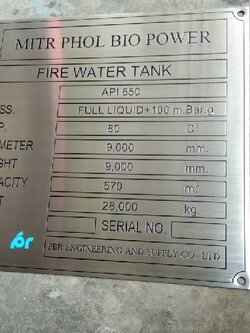 MITR PHOL BIO POWER
FIRE WATER TANK
API 650
SS. FULL LIQUID+100 m.Bar.g
P. 80 C°
METER 9,000 mm.
GHT 9,000 mm.
ACITY 570 m³
T 28,000 kg.
SERIAL NO.
PBR ENGINEERING AND SUPPLY CO.,LTD.